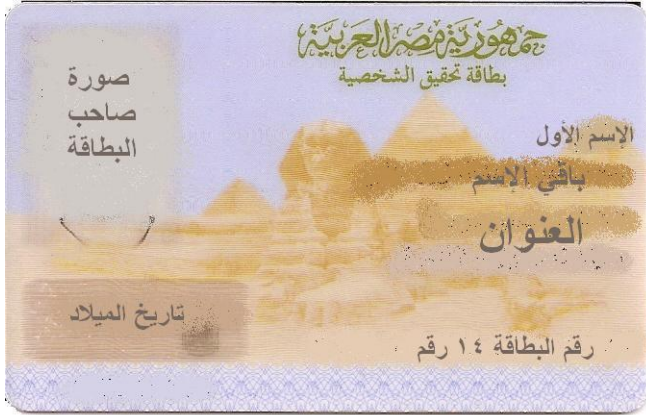 جمهورية مصر العربية
بطاقة تحقيق الشخصية
صورة
صاحب
البطاقة
الإسم الأول
باقي الاسم
العنوان
تاريخ الميلاد
رقم البطاقة ١٤ رقم